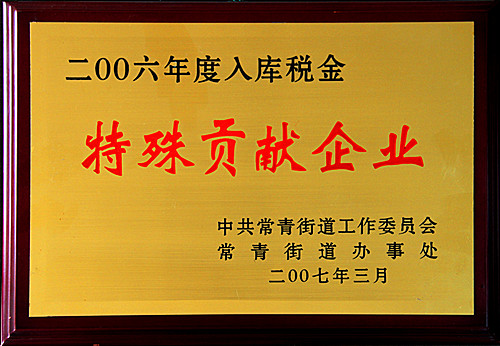 二00六年度入库税金
特殊贡献企业
中共常青街道工作委员会
常青街道办事处
二00七年三月